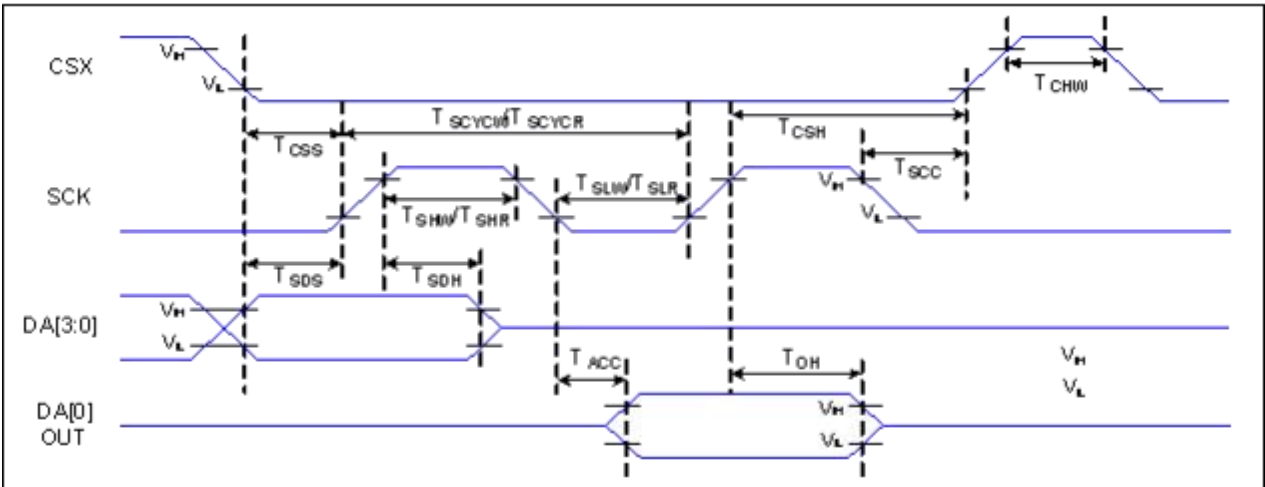 CSX
VIH
VIL
TCHW
TSCYCW/TSCYCR
TCSS
TCSH
TSCC
SCK
TSLW/TSLR
VIH
TSHW/TSHR
VIL
TSDS
TSDH
DA[3:0]
VIH
VIL
TACC
TOH
VIH
VIL
DA[0]
OUT
VIH
VIL